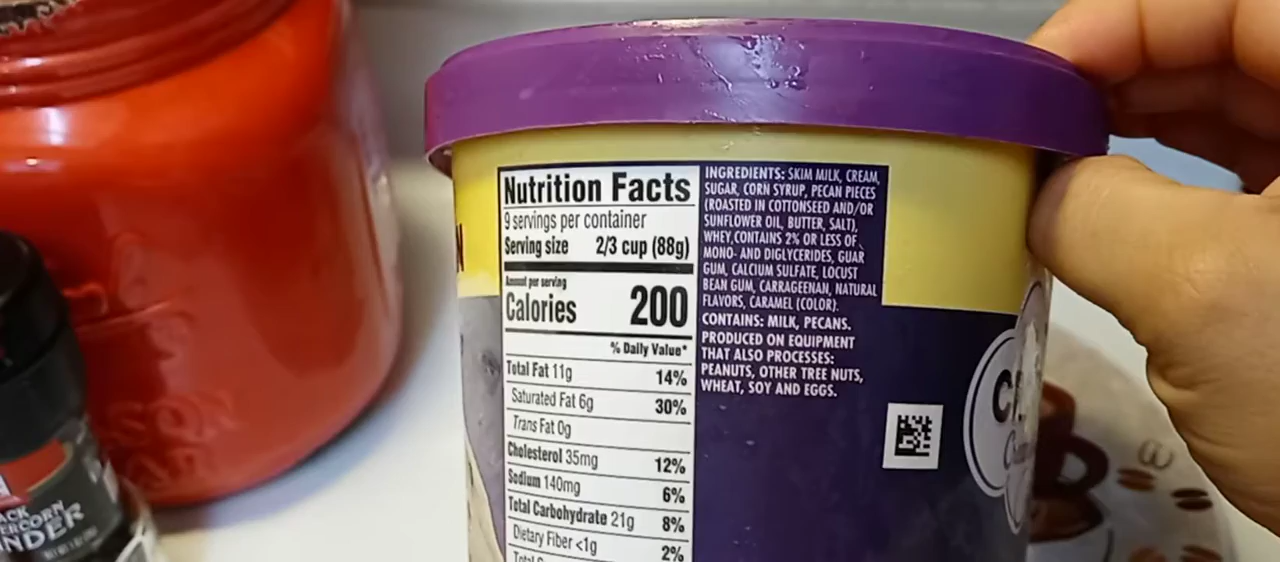 Nutrition Facts
9 servings per container
Serving size 2/3 cup (88g)
Amount per serving
Calories 200
% Daily Value*
Total Fat 11g 14%
Saturated Fat 6g 30%
Trans Fat 0g
Cholesterol 35mg 12%
Sodium 140mg 6%
Total Carbohydrate 21g 8%
Dietary Fiber <1g 2%
INGREDIENTS: SKIM MILK, CREAM,
SUGAR, CORN SYRUP, PECAN PIECES
(ROASTED IN COTTONSEED AND/OR
SUNFLOWER OIL, BUTTER, SALT),
WHEY,CONTAINS 2% OR LESS OF
MONO- AND DIGLYCERIDES, GUAR
GUM, CALCIUM SULFATE, LOCUST
BEAN GUM, CARRAGEENAN, NATURAL
FLAVORS, CARAMEL (COLOR).
CONTAINS: MILK, PECANS.
PRODUCED ON EQUIPMENT
THAT ALSO PROCESSES:
PEANUTS, OTHER TREE NUTS,
WHEAT, SOY AND EGGS.